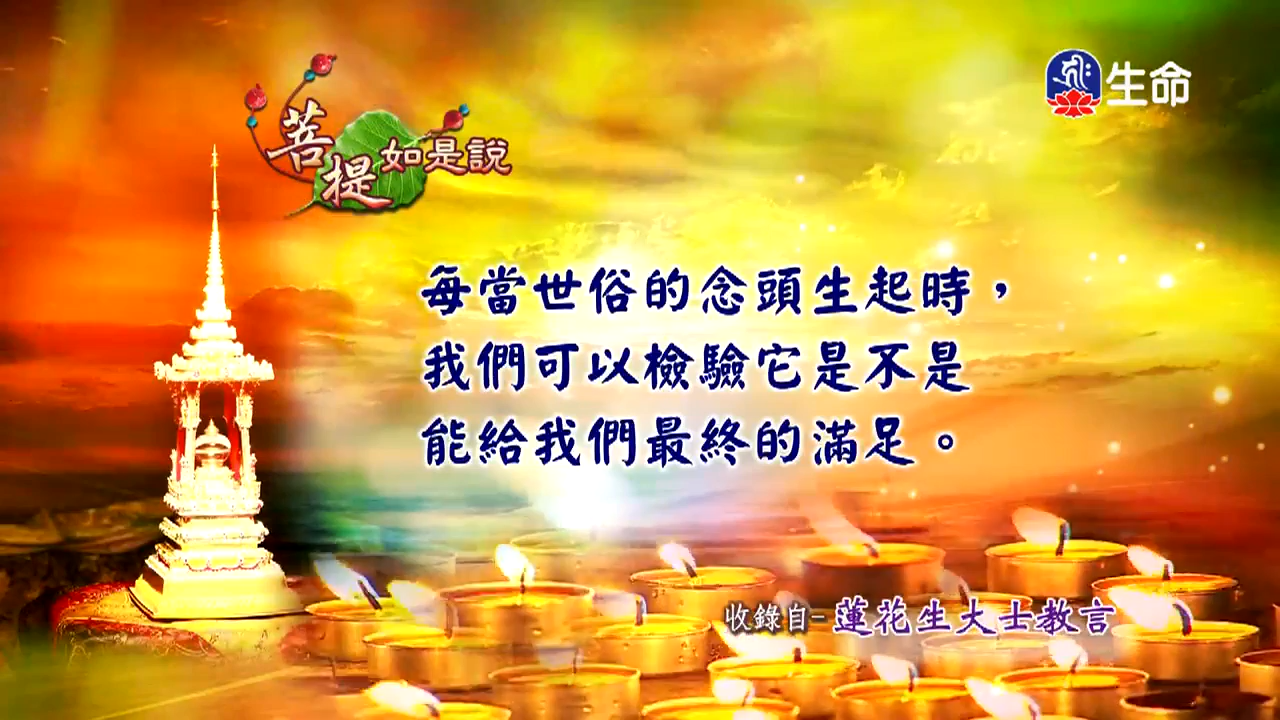 菩提如是說
生命
每當世俗的念頭生起時，
我們可以檢驗它是不是
能給我們最終的滿足。
收錄自-蓮花生大士教言